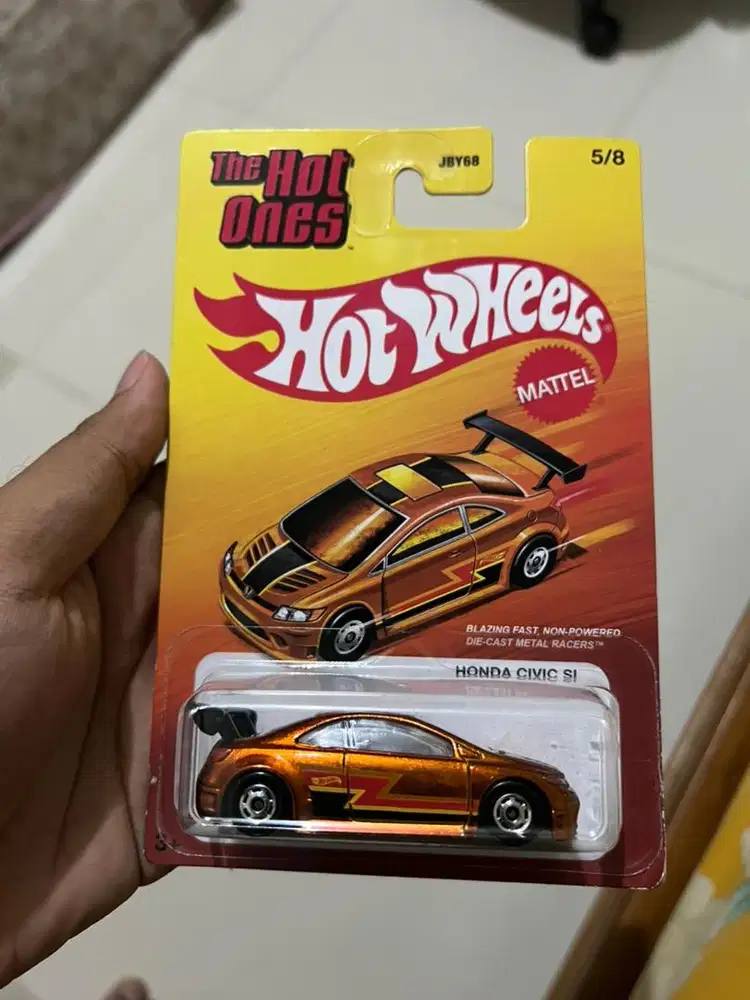 The Hot
Ones
JBY68
5/8
Hot Wheels
MATTEL
BLAZING FAST, NON-POWERED
DIE-CAST METAL RACERS™
HONDA CIVIC SI
3+